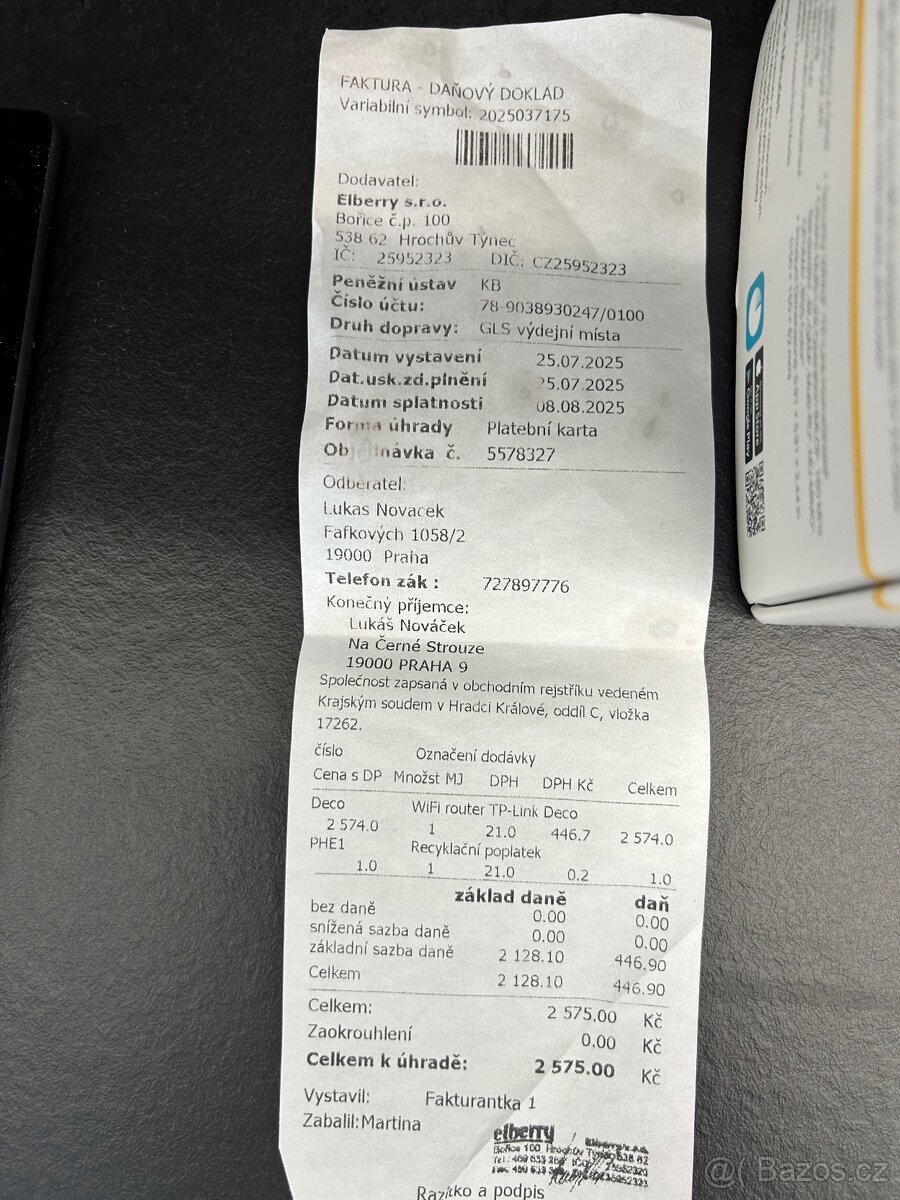 FAKTURA - DAŇOVÝ DOKLAD
Variabilní symbol: 2025037175
Dodavatel:
Elberry s.r.o.
Bořice č.p. 100
538 62 Hrochův Týnec
IČ: 25952323 DIČ: CZ25952323
Peněžní ústav KB
Číslo účtu: 78-9038930247/0100
Druh dopravy: GLS výdejní místa
Datum vystavení 25.07.2025
Dat.usk.zd.plnění 25.07.2025
Datum splatnosti 08.08.2025
Forma úhrady Platební karta
Objednávka č. 5578327
Odběratel:
Lukas Novacek
Fafkových 1058/2
19000 Praha
Telefon zák : 727897776
Konečný příjemce:
Lukáš Nováček
Na Černé Strouze
19000 PRAHA 9
Společnost zapsaná v obchodním rejstříku vedeném
Krajským soudem v Hradci Králové, oddíl C, vložka
17262.
číslo Označení dodávky
Cena s DP Množst MJ DPH DPH Kč Celkem
Deco WiFi router TP-Link Deco
2 574.0 1 21.0 446.7 2 574.0
PHE1 Recyklační poplatek
1.0 1 21.0 0.2 1.0
základ daně daň
bez daně 0.00 0.00
snížená sazba daně 0.00 0.00
základní sazba daně 2 128.10 446.90
Celkem 2 128.10 446.90
Celkem: 2 575.00 Kč
Zaokrouhlení 0.00 Kč
Celkem k úhradě: 2 575.00 Kč
Vystavil: Fakturantka 1
Zabalil:Martina
elberry
Razítko a podpis
App Store
Google Play
@ Bazos.cz